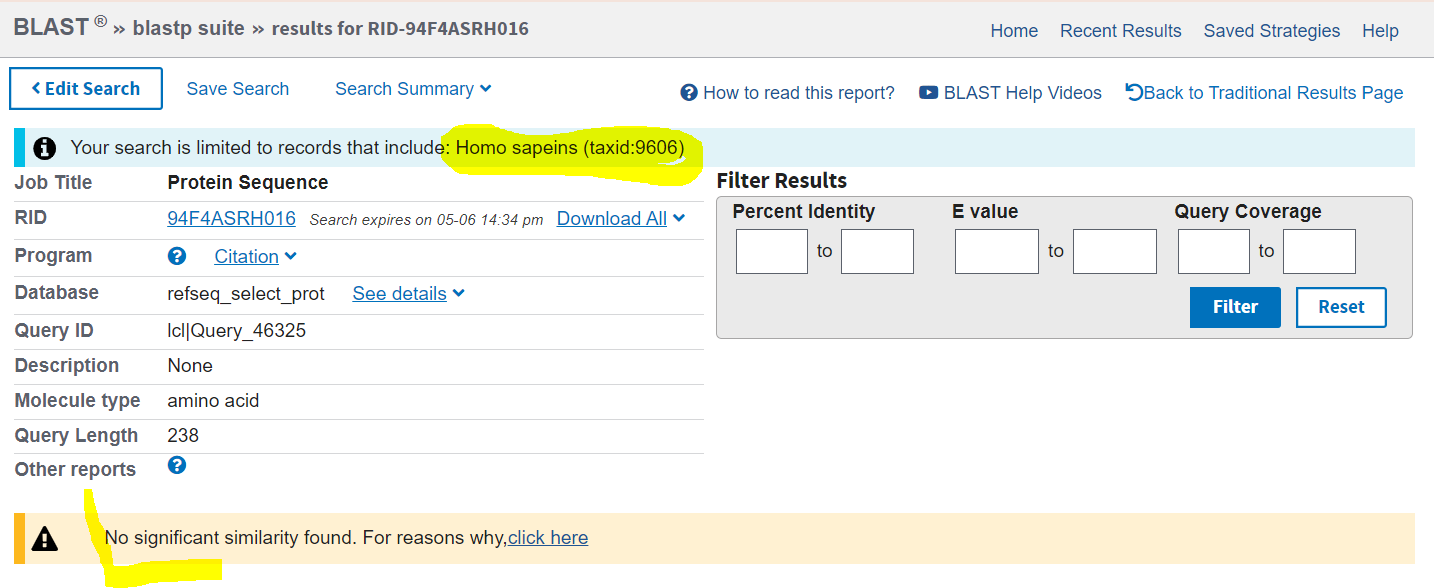 BLAST ® » blastp suite » results for RID-94F4ASRH016
Home Recent Results Saved Strategies Help
Edit Search Save Search Search Summary
How to read this report? BLAST Help Videos Back to Traditional Results Page
Your search is limited to records that include: Homo sapeins (taxid:9606)
Job Title Protein Sequence
RID 94F4ASRH016 Search expires on 05-06 14:34 pm Download All
Program Citation
Database refseq_select_prot See details
Query ID lcl|Query_46325
Description None
Molecule type amino acid
Query Length 238
Other reports
Filter Results
Percent Identity E value Query Coverage
to to to
Filter Reset
No significant similarity found. For reasons why,click here